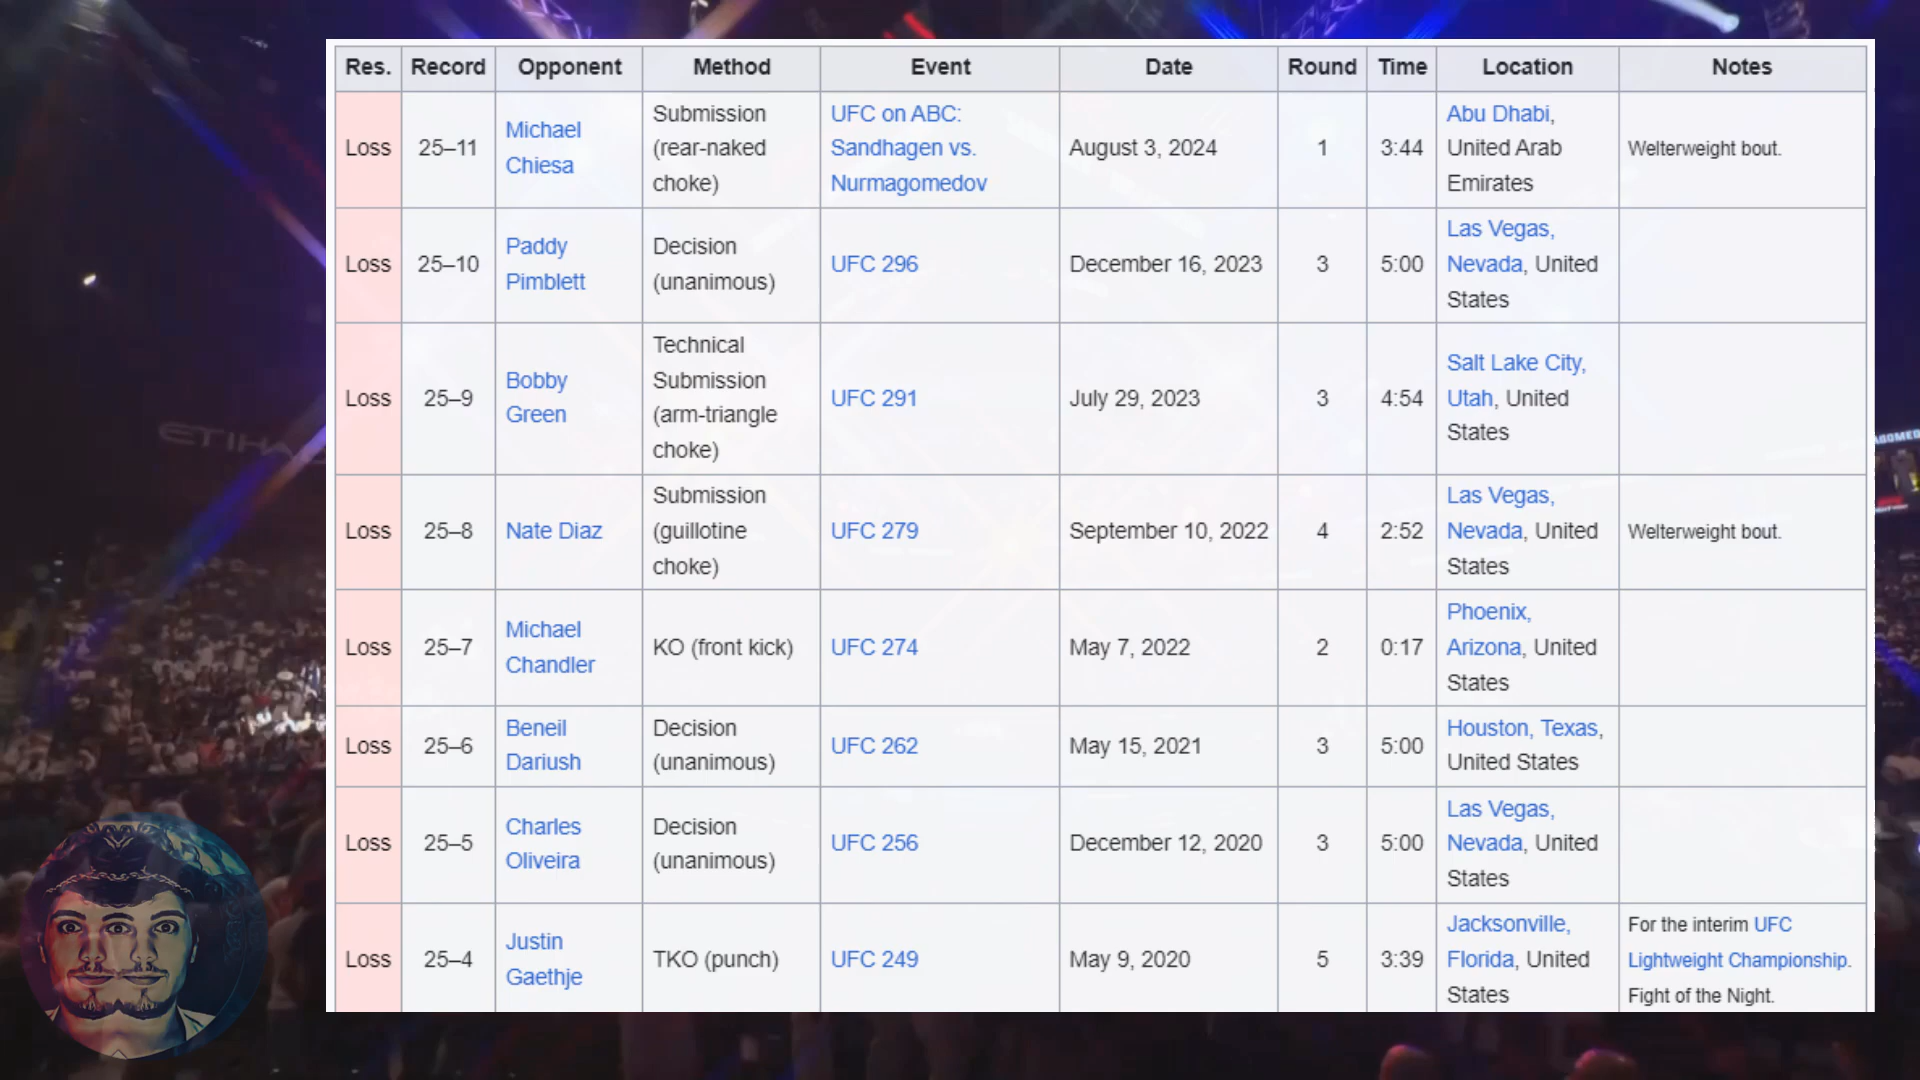 Res. Record Opponent Method Event Date Round Time Location Notes
Loss 25–11 Michael Chiesa Submission (rear-naked choke) UFC on ABC: Sandhagen vs. Nurmagomedov August 3, 2024 1 3:44 Abu Dhabi, United Arab Emirates Welterweight bout.
Loss 25–10 Paddy Pimblett Decision (unanimous) UFC 296 December 16, 2023 3 5:00 Las Vegas, Nevada, United States
Loss 25–9 Bobby Green Technical Submission (arm-triangle choke) UFC 291 July 29, 2023 3 4:54 Salt Lake City, Utah, United States
Loss 25–8 Nate Diaz Submission (guillotine choke) UFC 279 September 10, 2022 4 2:52 Las Vegas, Nevada, United States Welterweight bout.
Loss 25–7 Michael Chandler KO (front kick) UFC 274 May 7, 2022 2 0:17 Phoenix, Arizona, United States
Loss 25–6 Beneil Dariush Decision (unanimous) UFC 262 May 15, 2021 3 5:00 Houston, Texas, United States
Loss 25–5 Charles Oliveira Decision (unanimous) UFC 256 December 12, 2020 3 5:00 Las Vegas, Nevada, United States
Loss 25–4 Justin Gaethje TKO (punch) UFC 249 May 9, 2020 5 3:39 Jacksonville, Florida, United States For the interim UFC Lightweight Championship. Fight of the Night.